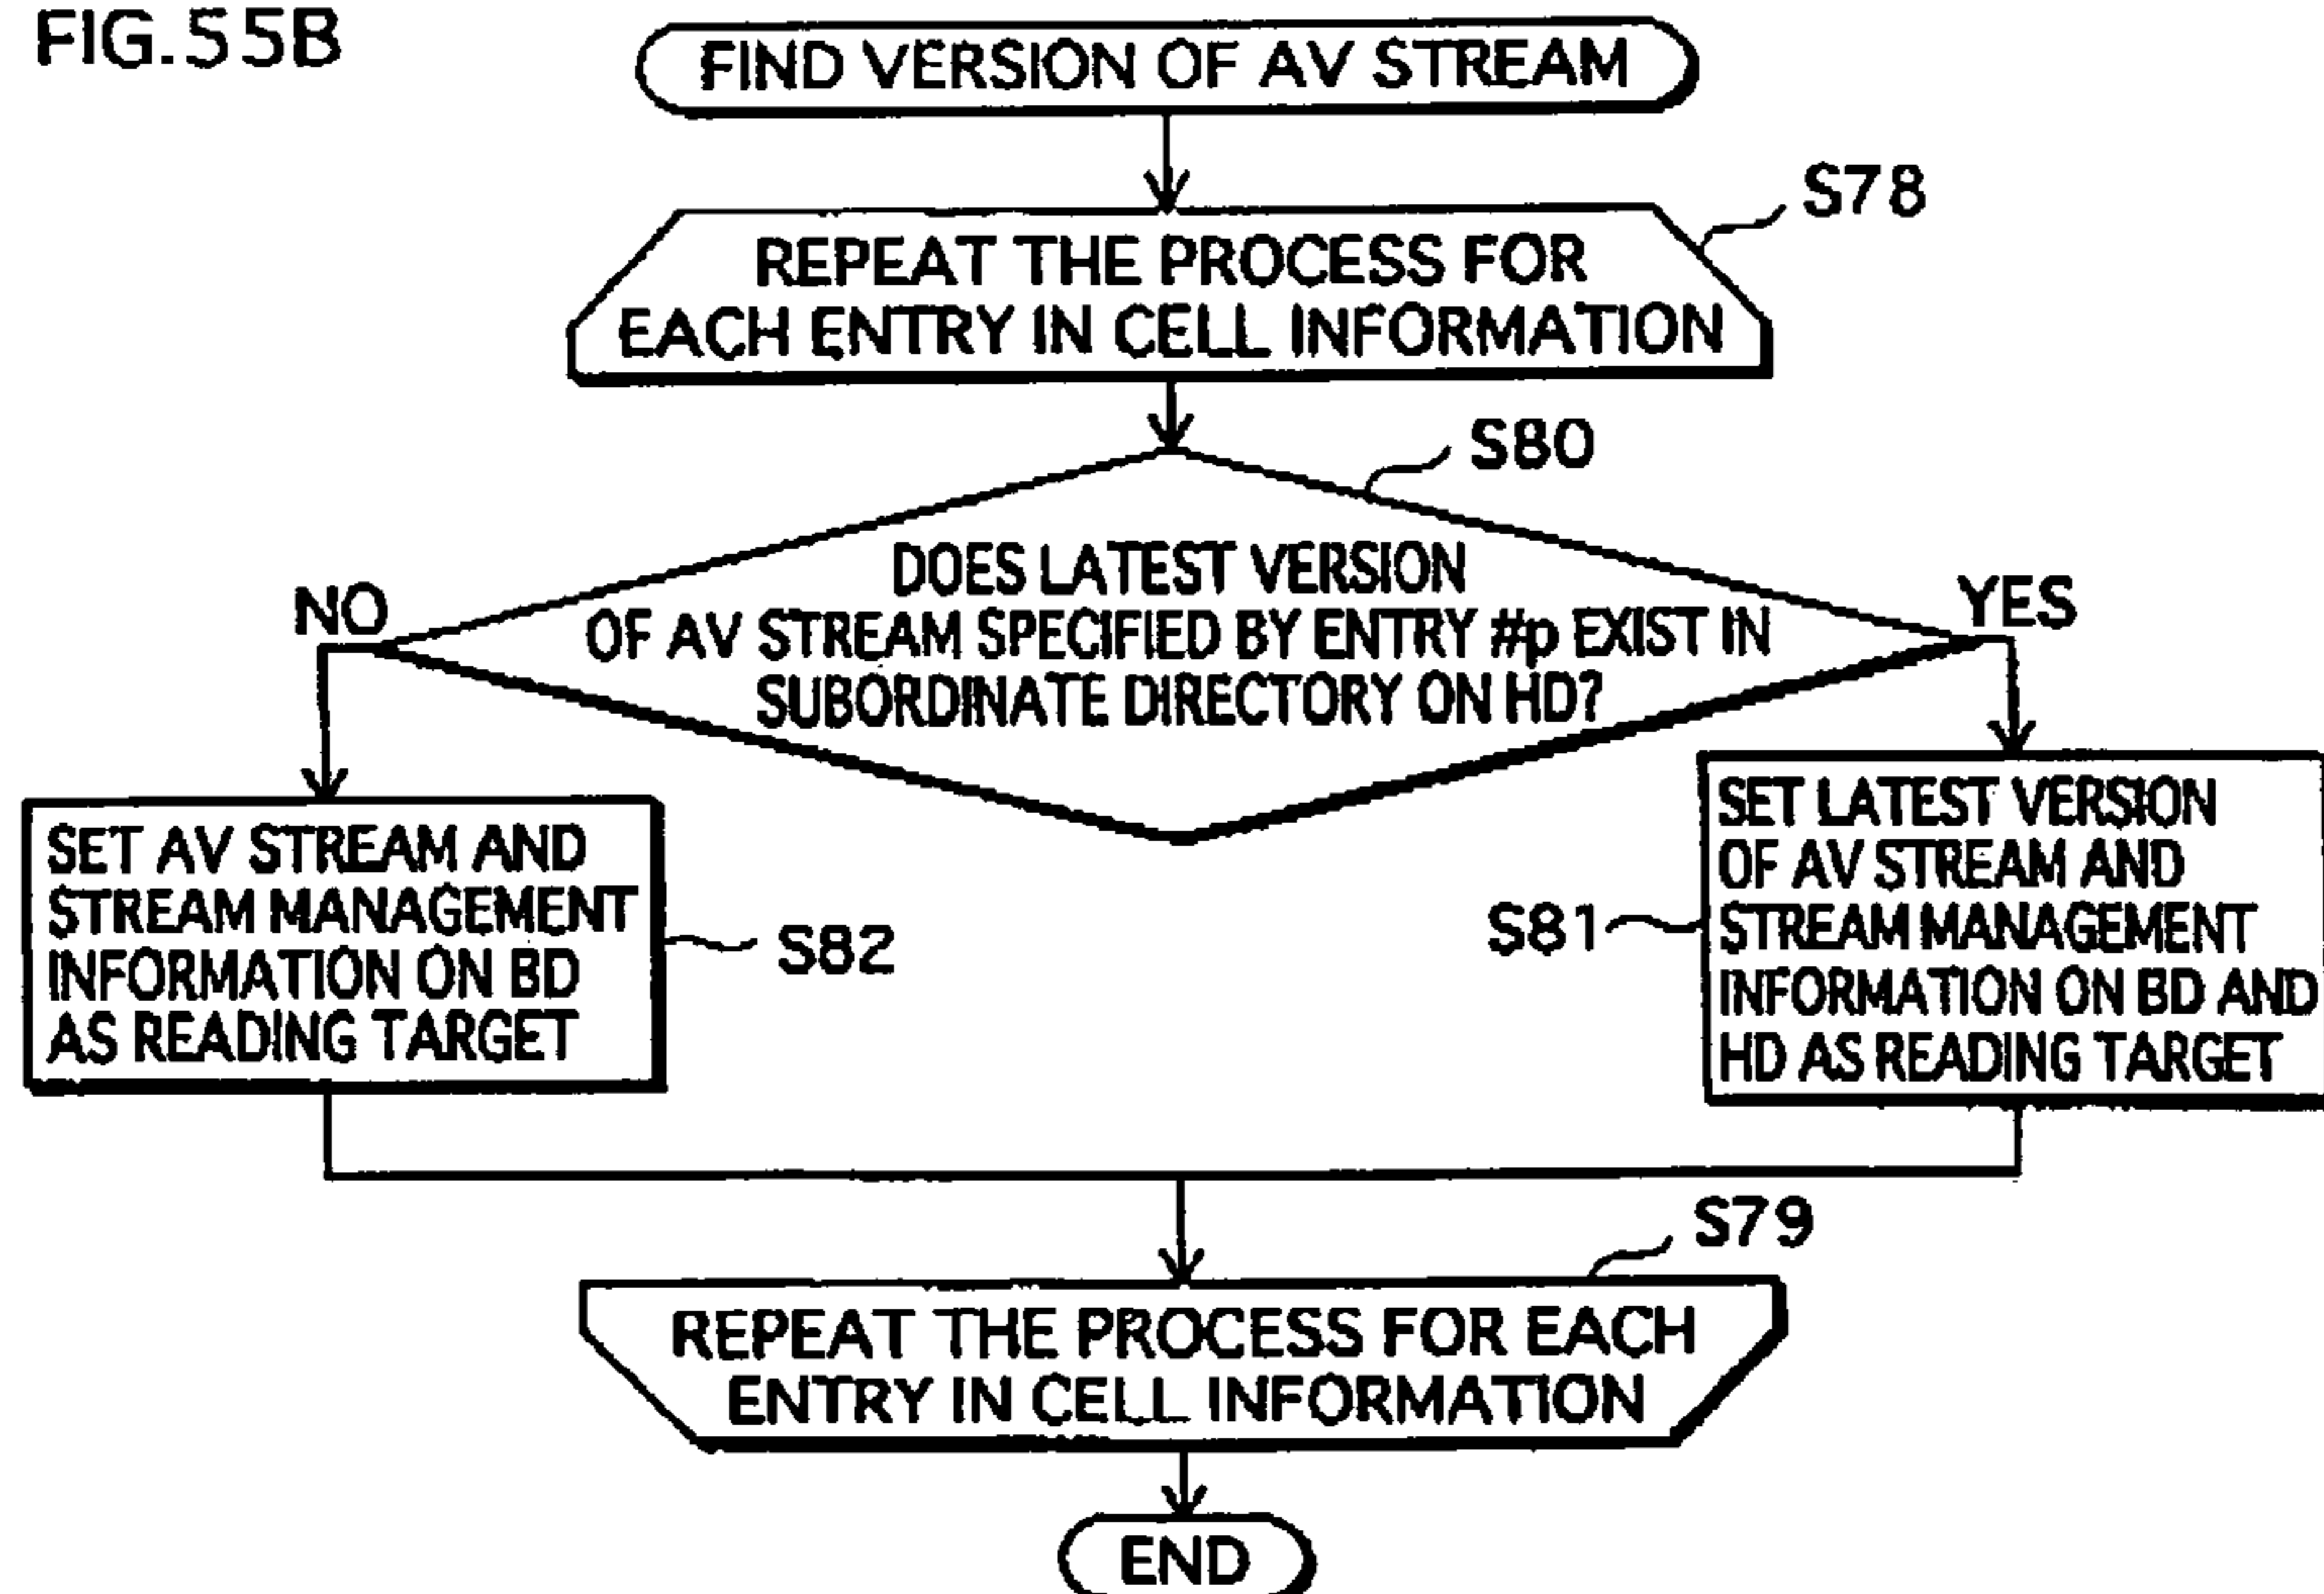 FIG.55B
FIND VERSION OF AV STREAM
S78
REPEAT THE PROCESS FOR
EACH ENTRY IN CELL INFORMATION
S80
DOES LATEST VERSION
OF AV STREAM SPECIFIED BY ENTRY #p EXIST IN
SUBORDINATE DIRECTORY ON HD?
NO
YES
SET AV STREAM AND
STREAM MANAGEMENT
INFORMATION ON BD
AS READING TARGET
S82
S81
SET LATEST VERSION
OF AV STREAM AND
STREAM MANAGEMENT
INFORMATION ON BD AND
HD AS READING TARGET
S79
REPEAT THE PROCESS FOR EACH
ENTRY IN CELL INFORMATION
END